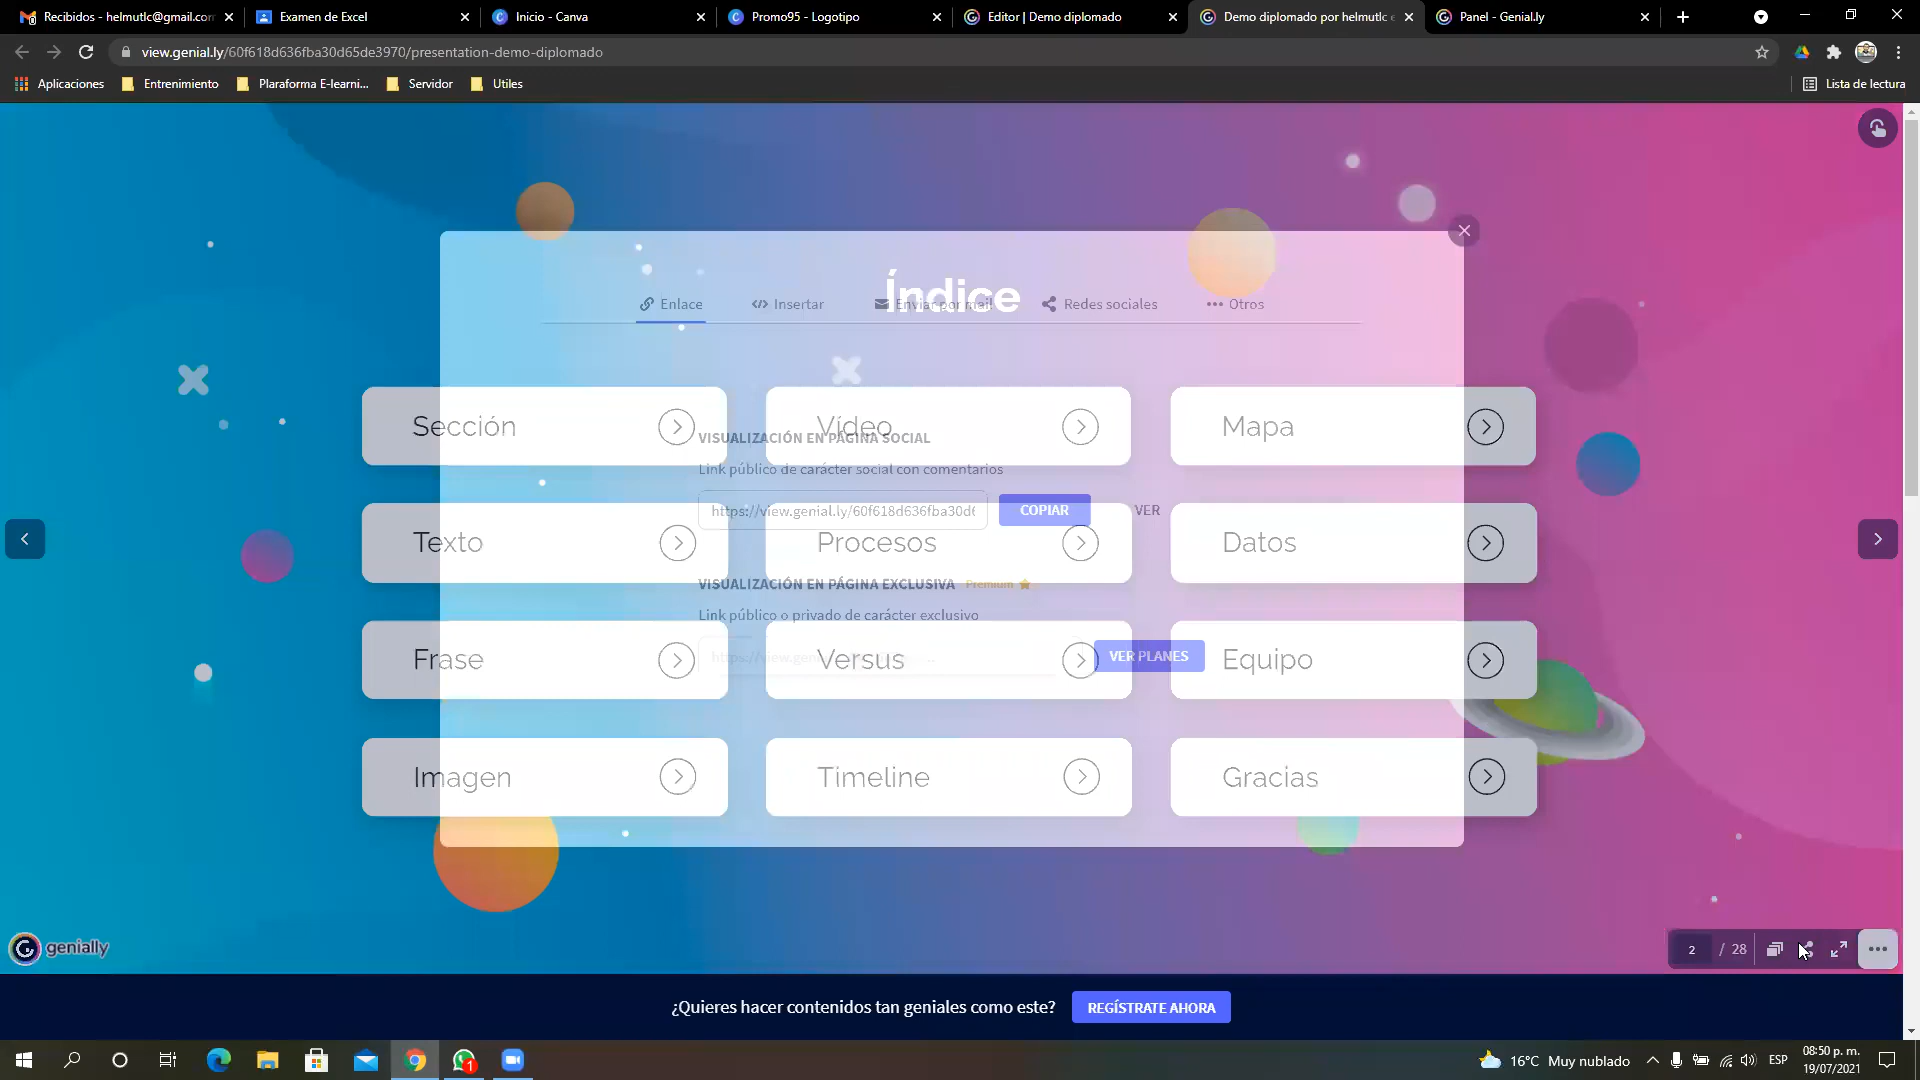 Recibidos - helmutlc@gmail.com
Examen de Excel
Inicio - Canva
Promo95 - Logotipo
Editor | Demo diplomado
Demo diplomado por helmutlc e
Panel - Genial.ly
view.genial.ly/60f618d636fba30d65de3970/presentation-demo-diplomado
Aplicaciones
Entrenimiento
Plaraforma E-learni...
Servidor
Utiles
Lista de lectura
Índice
Enlace
Insertar
Enviar por mail
Redes sociales
Otros
Sección
Vídeo
Mapa
VISUALIZACIÓN EN PÁGINA SOCIAL
Link público de carácter social con comentarios
https://view.genial.ly/60f618d636fba30d6
COPIAR
VER
Texto
Procesos
Datos
VISUALIZACIÓN EN PÁGINA EXCLUSIVA
Premium
Link público o privado de carácter exclusivo
VER PLANES
Frase
Versus
Equipo
Imagen
Timeline
Gracias
genially
2 / 28
¿Quieres hacer contenidos tan geniales como este?
REGÍSTRATE AHORA
1
16°C Muy nublado
ESP
08:50 p. m.
19/07/2021